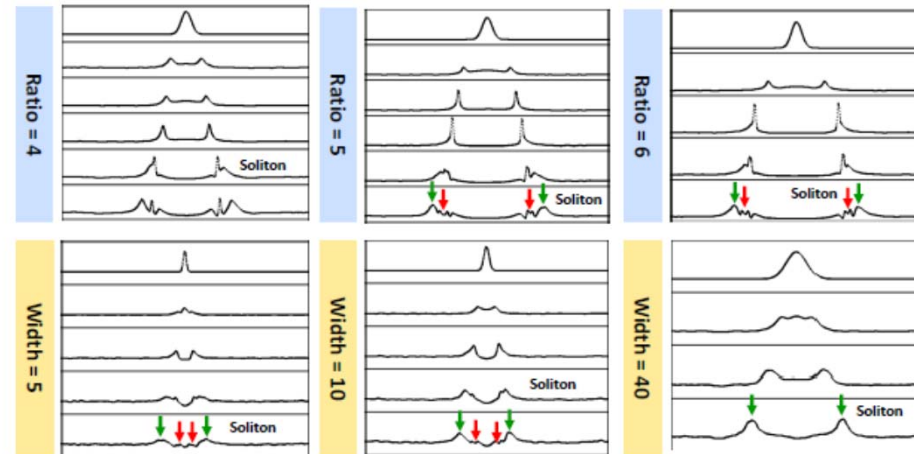 Ratio = 4
Soliton
Ratio = 5
Soliton
Ratio = 6
Soliton
Width = 5
Soliton
Width = 10
Soliton
Width = 40
Soliton